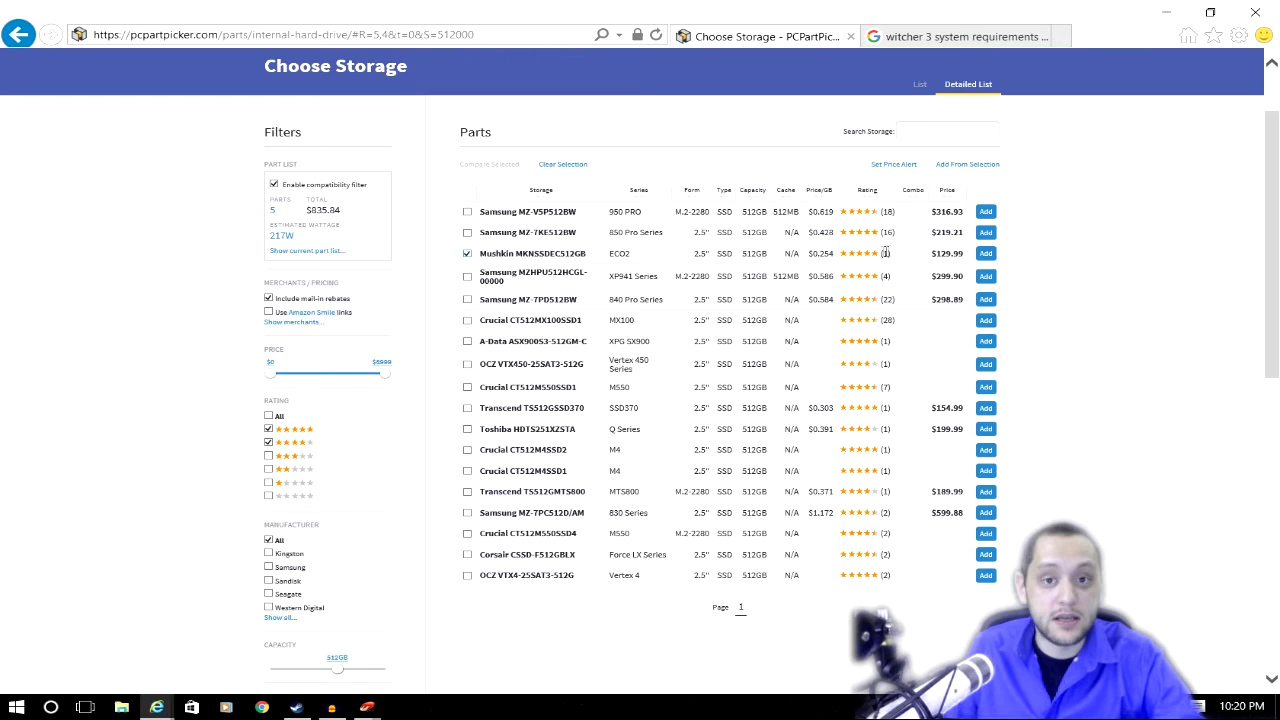 https://pcpartpicker.com/parts/internal-hard-drive/#R=5,4&t=0&S=512000
Choose Storage - PCPartPic...
witcher 3 system requirements ...
Choose Storage
List
Detailed List
Filters
PART LIST
Enable compatibility filter
PARTS TOTAL
5 $835.84
ESTIMATED WATTAGE
217W
Show current part list...
MERCHANTS / PRICING
Include mail-in rebates
Use Amazon Smile links
Show merchants...
PRICE
$0
RATING
All
MANUFACTURER
All
Kingston
Samsung
Sandisk
Seagate
Western Digital
Show all...
CAPACITY
512GB
Parts
Search Storage:
Compare Selected Clear Selection Set Price Alert Add From Selection
Storage Series Form Type Capacity Cache Price/GB Rating Combo Price
Samsung MZ-V5P512BW 950 PRO M.2-2280 SSD 512GB 512MB $0.619 (18) $316.93 Add
Samsung MZ-7KE512BW 850 Pro Series 2.5" SSD 512GB N/A $0.428 (16) $219.21 Add
Mushkin MKNSSDEC512GB ECO2 2.5" SSD 512GB N/A $0.254 (1) $129.99 Add
Samsung MZHPU512HCGL-00000 XP941 Series M.2-2280 SSD 512GB 512MB $0.586 (4) $299.90 Add
Samsung MZ-7PD512BW 840 Pro Series 2.5" SSD 512GB N/A $0.584 (22) $298.89 Add
Crucial CT512MX100SSD1 MX100 2.5" SSD 512GB N/A (28) Add
A-Data ASX900S3-512GM-C XPG SX900 2.5" SSD 512GB N/A (1) Add
OCZ VTX450-25SAT3-512G Vertex 450 Series 2.5" SSD 512GB N/A (1) Add
Crucial CT512M550SSD1 M550 2.5" SSD 512GB N/A (7) Add
Transcend TS512GSSD370 SSD370 2.5" SSD 512GB N/A $0.303 (1) $154.99 Add
Toshiba HDTS251XZSTA Q Series 2.5" SSD 512GB N/A $0.391 (1) $199.99 Add
Crucial CT512M4SSD2 M4 2.5" SSD 512GB N/A (1) Add
Crucial CT512M4SSD1 M4 2.5" SSD 512GB N/A (1) Add
Transcend TS512GMTS800 MTS800 M.2-2280 SSD 512GB N/A $0.371 (1) $189.99 Add
Samsung MZ-7PC512D/AM 830 Series 2.5" SSD 512GB N/A $1.172 (2) $599.88 Add
Crucial CT512M550SSD4 M550 M.2-2280 SSD 512GB N/A (2) Add
Corsair CSSD-F512GBLX Force LX Series 2.5" SSD 512GB N/A (2) Add
OCZ VTX4-25SAT3-512G Vertex 4 2.5" SSD 512GB N/A (2) Add
Page 1
10:20 PM